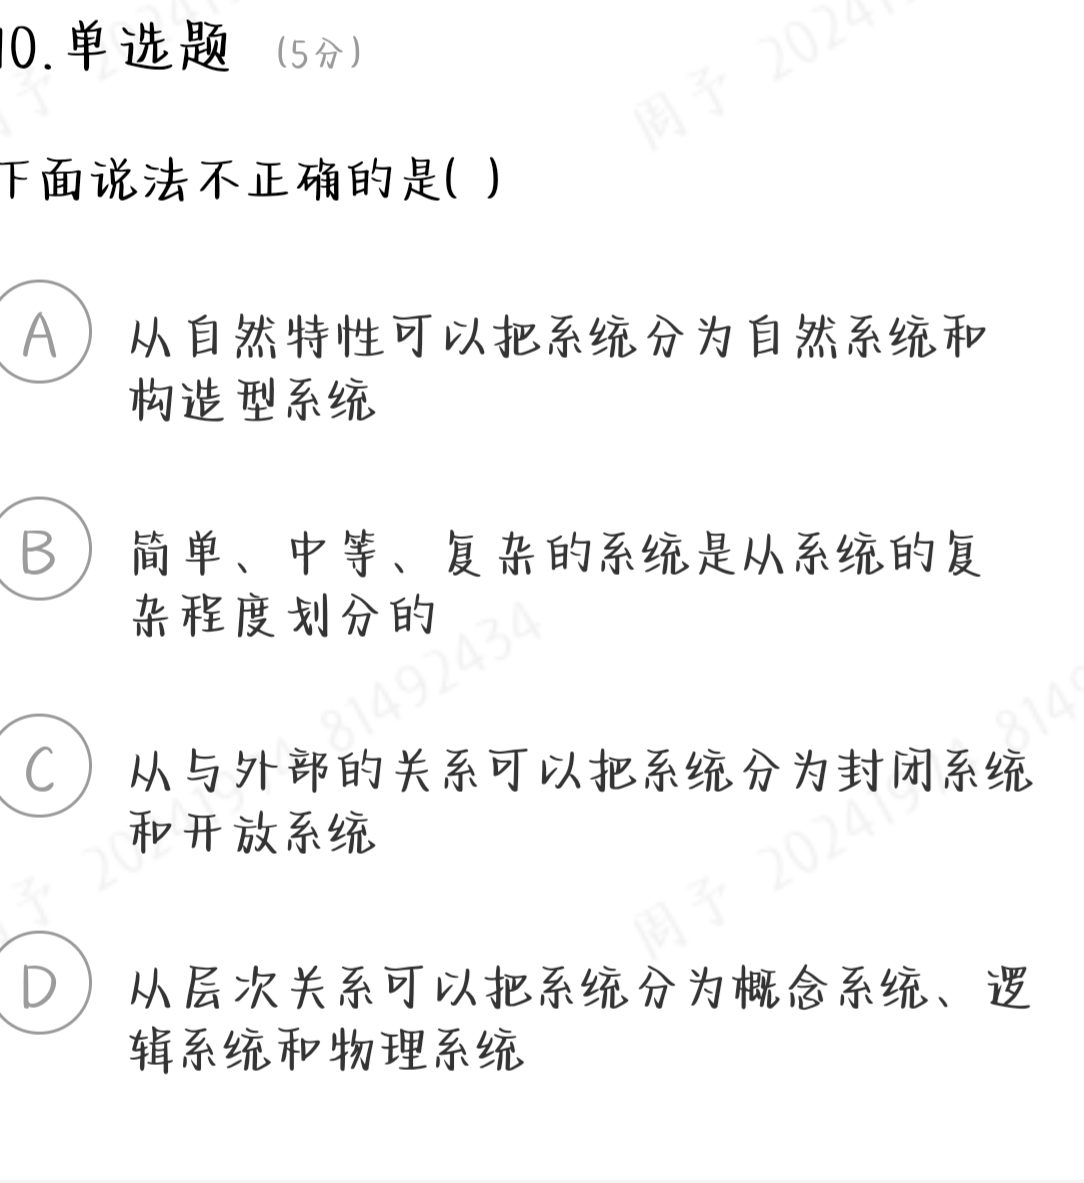 10.单选题 (5分)
下面说法不正确的是( )
A 从自然特性可以把系统分为自然系统和
构造型系统
B 简单、中等、复杂的系统是从系统的复
杂程度划分的
C 从与外部的关系可以把系统分为封闭系统
和开放系统
D 从层次关系可以把系统分为概念系统、逻
辑系统和物理系统